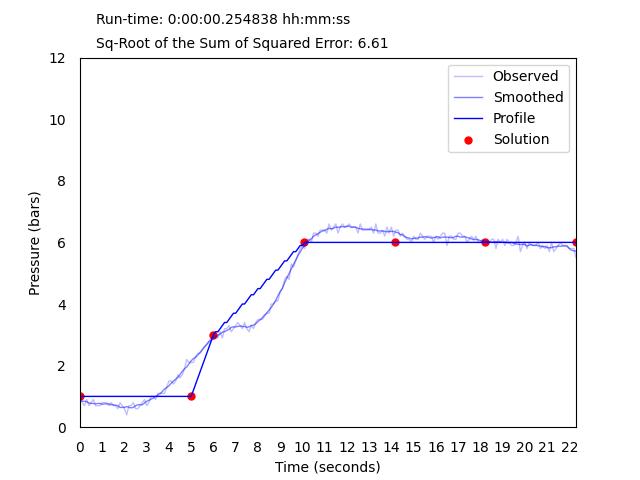 Run-time: 0:00:00.254838 hh:mm:ss
Sq-Root of the Sum of Squared Error: 6.61
12
10
8
6
4
2
0
Pressure (bars)
Observed
Smoothed
Profile
Solution
0 1 2 3 4 5 6 7 8 9 10 11 12 13 14 15 16 17 18 19 20 21 22
Time (seconds)